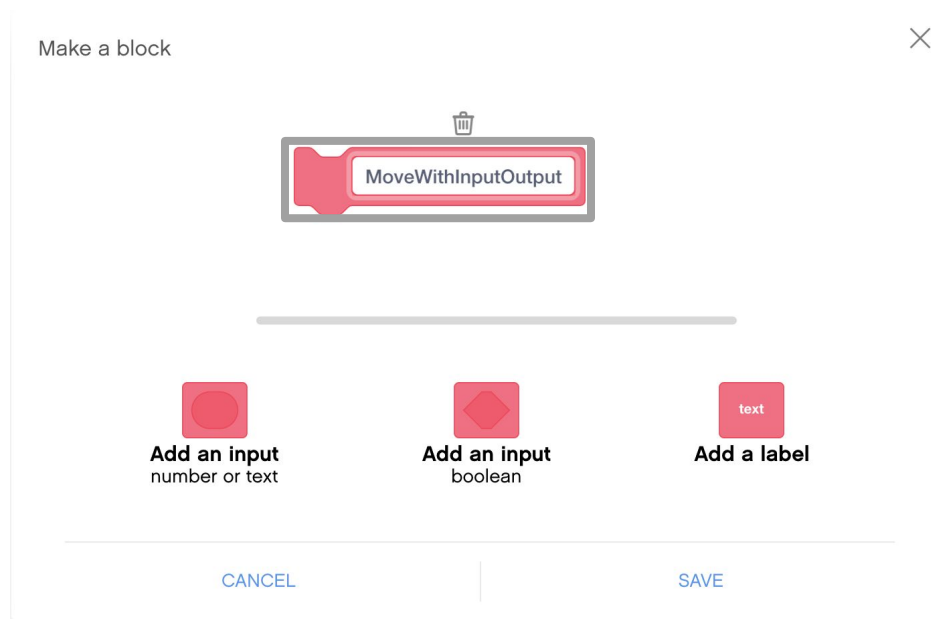 Make a block
MoveWithInputOutput
text
Add an input
number or text
Add an input
boolean
Add a label
CANCEL
SAVE